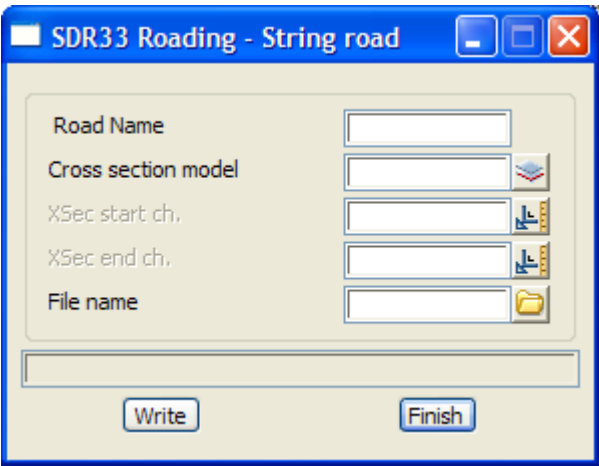 SDR33 Roading - String road
Road Name
Cross section model
XSec start ch.
XSec end ch.
File name
Write Finish